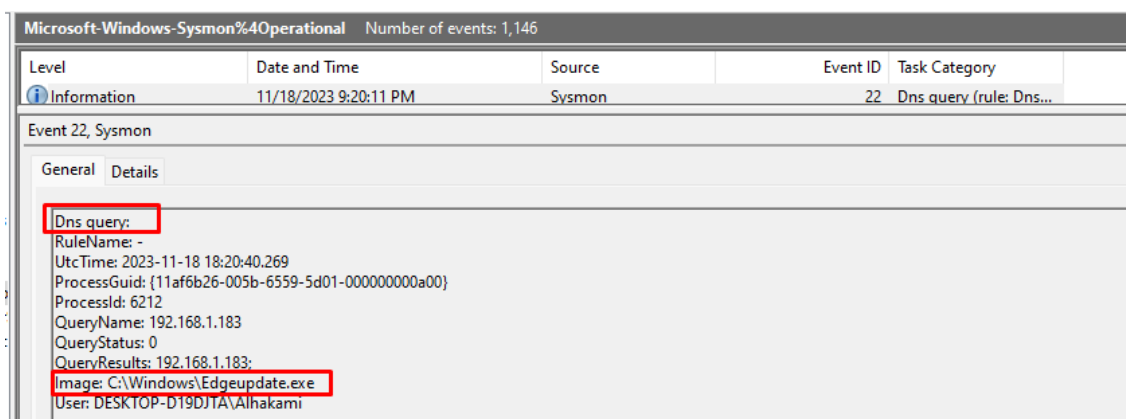 Microsoft-Windows-Sysmon%4Operational Number of events: 1,146
Level Date and Time Source Event ID Task Category
Information 11/18/2023 9:20:11 PM Sysmon 22 Dns query (rule: Dns...
Event 22, Sysmon
General Details
Dns query:
RuleName: -
UtcTime: 2023-11-18 18:20:40.269
ProcessGuid: {11af6b26-005b-6559-5d01-000000000a00}
ProcessId: 6212
QueryName: 192.168.1.183
QueryStatus: 0
QueryResults: 192.168.1.183;
Image: C:\Windows\Edgeupdate.exe
User: DESKTOP-D19DJTA\Alhakami